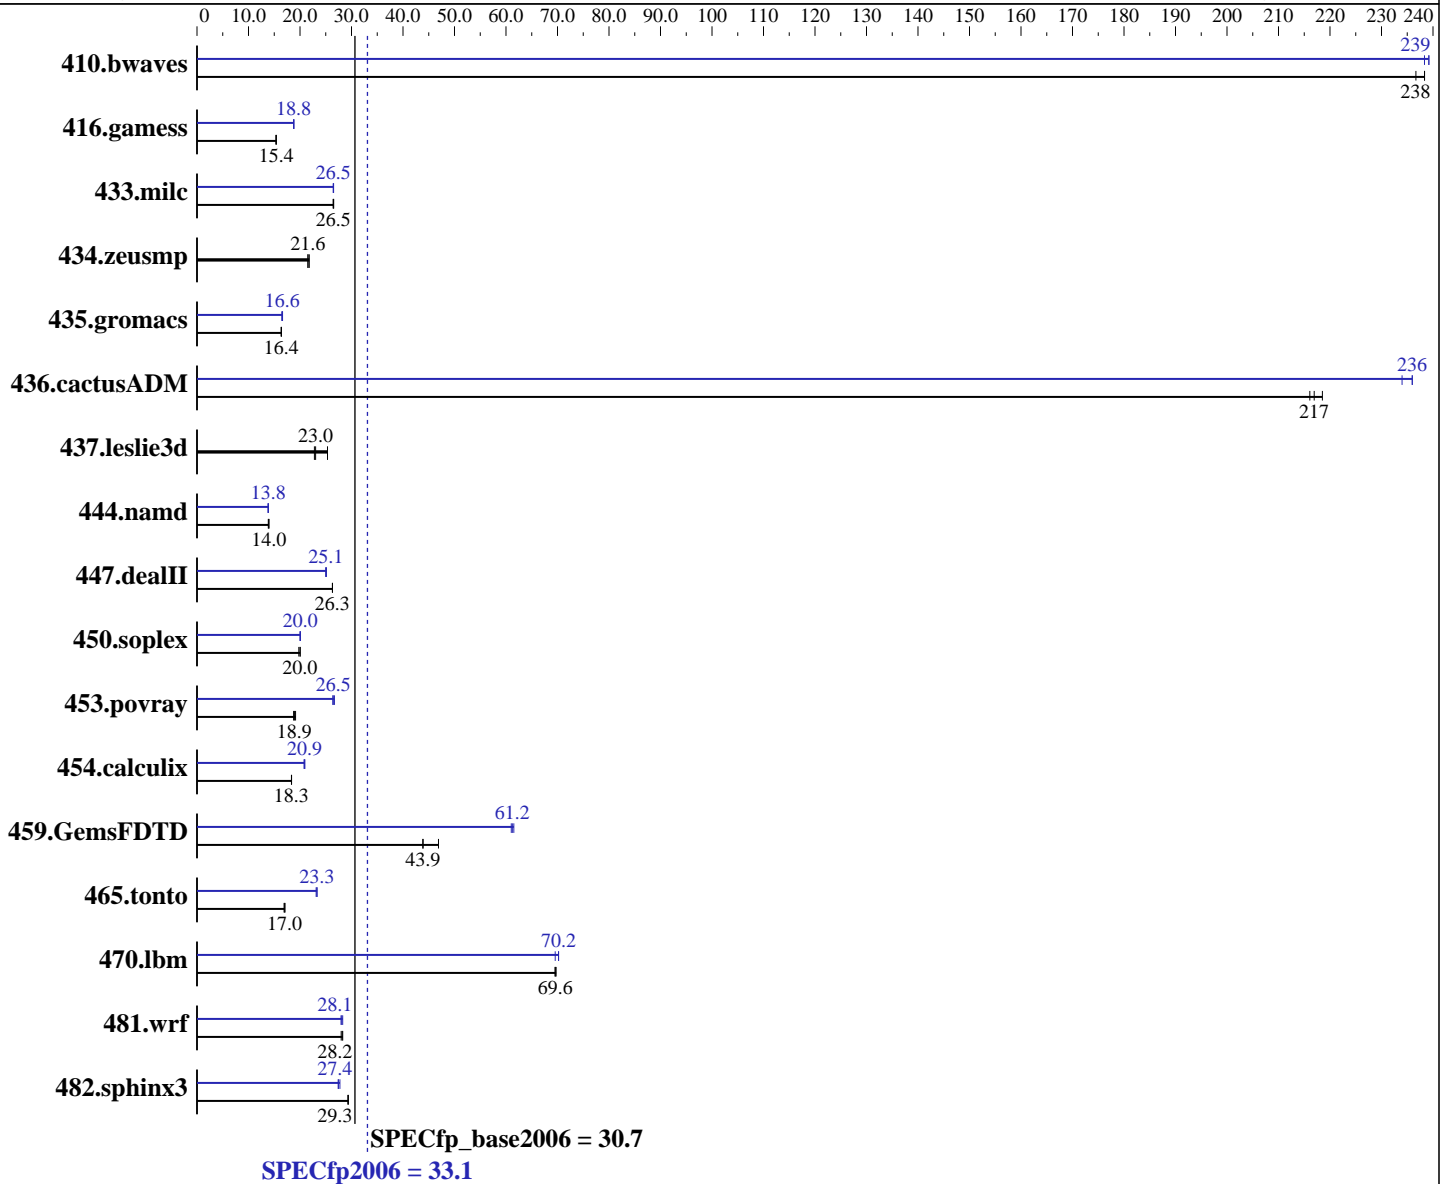 0 10.0 20.0 30.0 40.0 50.0 60.0 70.0 80.0 90.0 100 110 120 130 140 150 160 170 180 190 200 210 220 230 240
410.bwaves 239
238
416.gamess 18.8
15.4
433.milc 26.5
26.5
434.zeusmp 21.6
435.gromacs 16.6
16.4
436.cactusADM 236
217
437.leslie3d 23.0
444.namd 13.8
14.0
447.dealII 25.1
26.3
450.soplex 20.0
20.0
453.povray 26.5
18.9
454.calculix 20.9
18.3
459.GemsFDTD 61.2
43.9
465.tonto 23.3
17.0
470.lbm 70.2
69.6
481.wrf 28.1
28.2
482.sphinx3 27.4
29.3
SPECfp_base2006 = 30.7
SPECfp2006 = 33.1